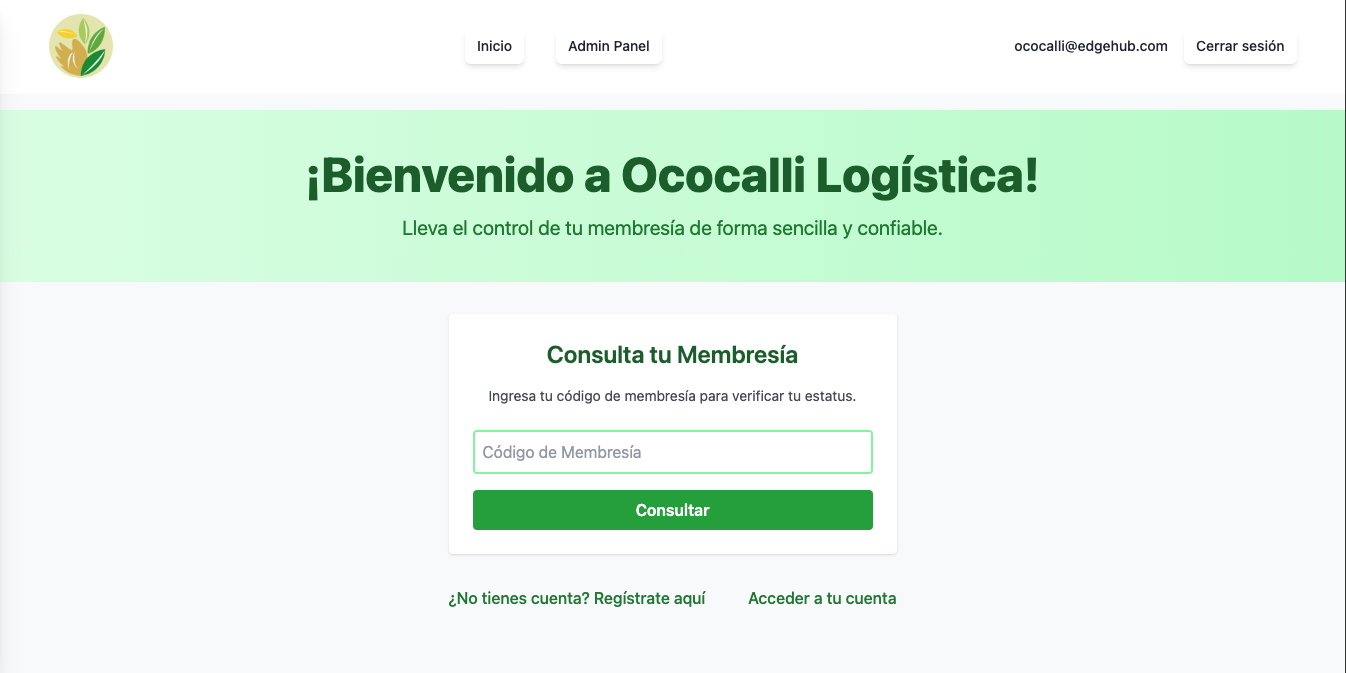 Inicio
Admin Panel
ococalli@edgehub.com
Cerrar sesión
¡Bienvenido a Ococalli Logística!
Lleva el control de tu membresía de forma sencilla y confiable.
Consulta tu Membresía
Ingresa tu código de membresía para verificar tu estatus.
Código de Membresía
Consultar
¿No tienes cuenta? Regístrate aquí
Acceder a tu cuenta